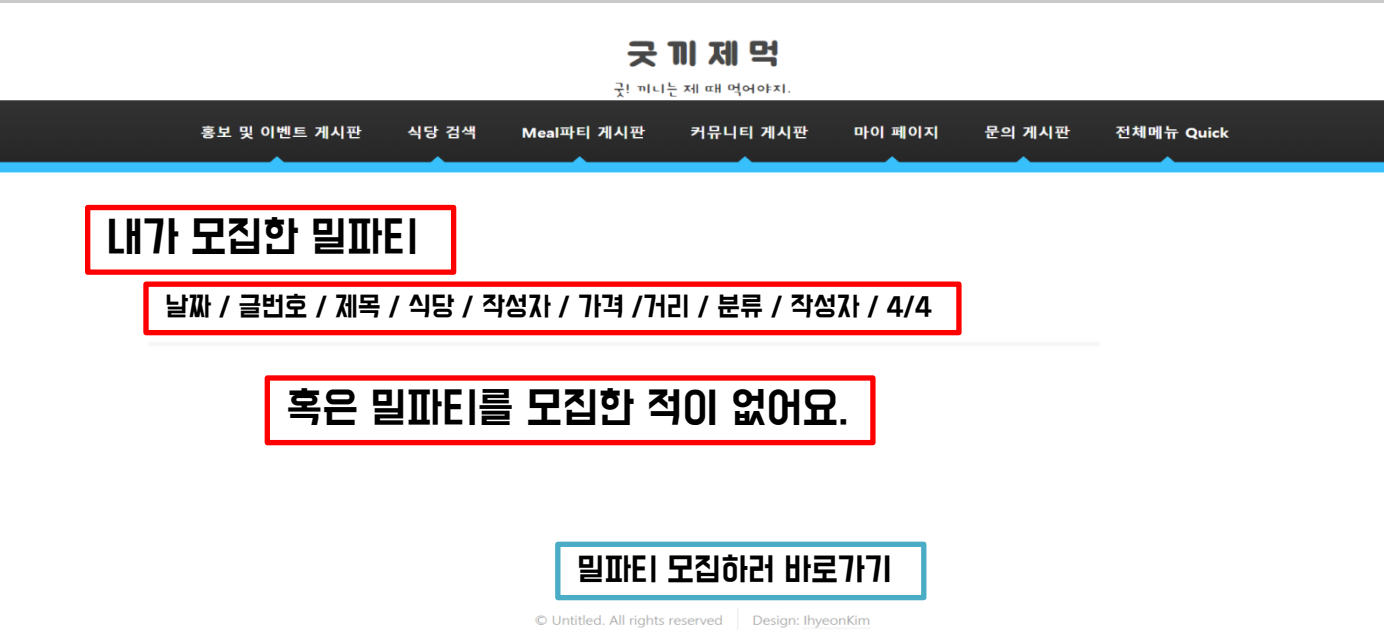 굿 끼 제 먹
굿! 끼니는 제 때 먹어야지.
홍보 및 이벤트 게시판 식당 검색 Meal파티 게시판 커뮤니티 게시판 마이 페이지 문의 게시판 전체메뉴 Quick
내가 모집한 밀파티
날짜 / 글번호 / 제목 / 식당 / 작성자 / 가격 /거리 / 분류 / 작성자 / 4/4
혹은 밀파티를 모집한 적이 없어요.
밀파티 모집하러 바로가기
© Untitled. All rights reserved Design: IhyeonKim